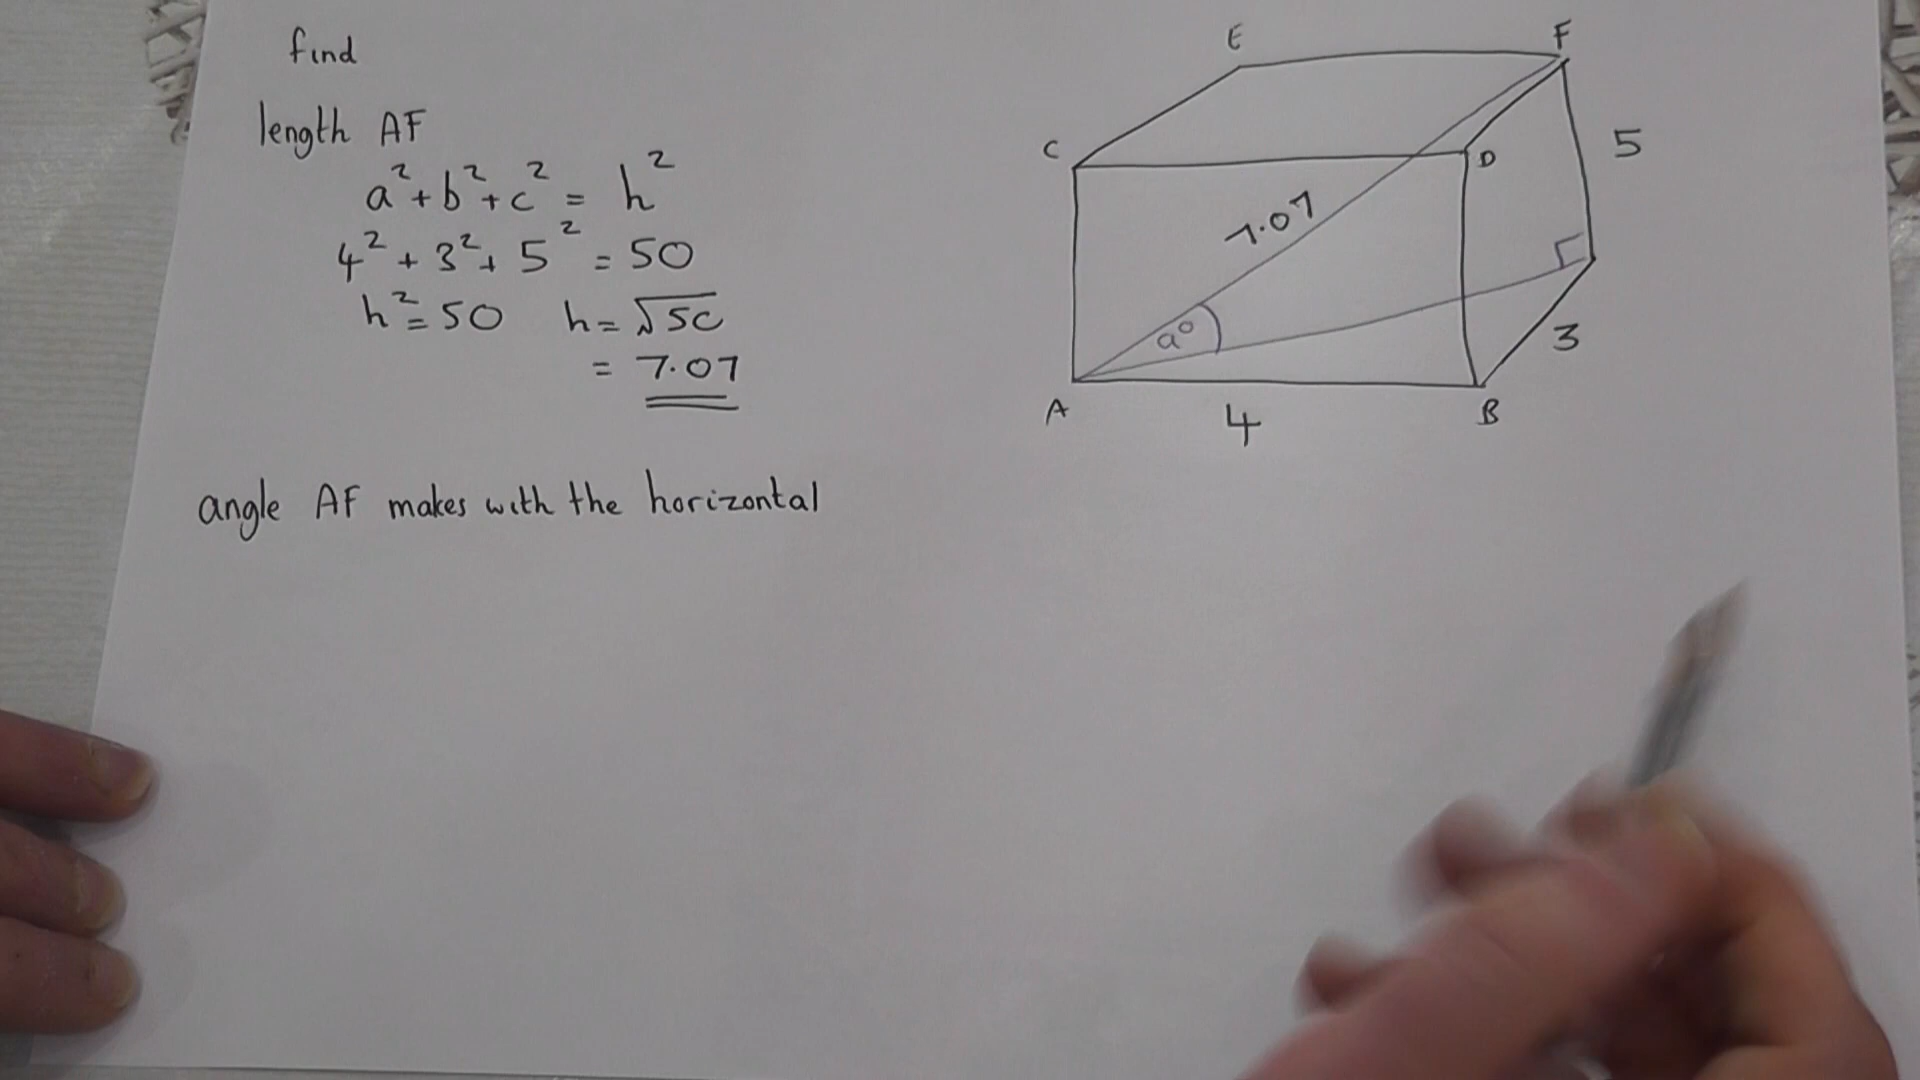 find
length AF
a² + b² + c² = h²
4² + 3² + 5² = 50
h² = 50 h = √50
= 7.07
angle AF makes with the horizontal
E F
C D 5
7.07
a° 3
A 4 B